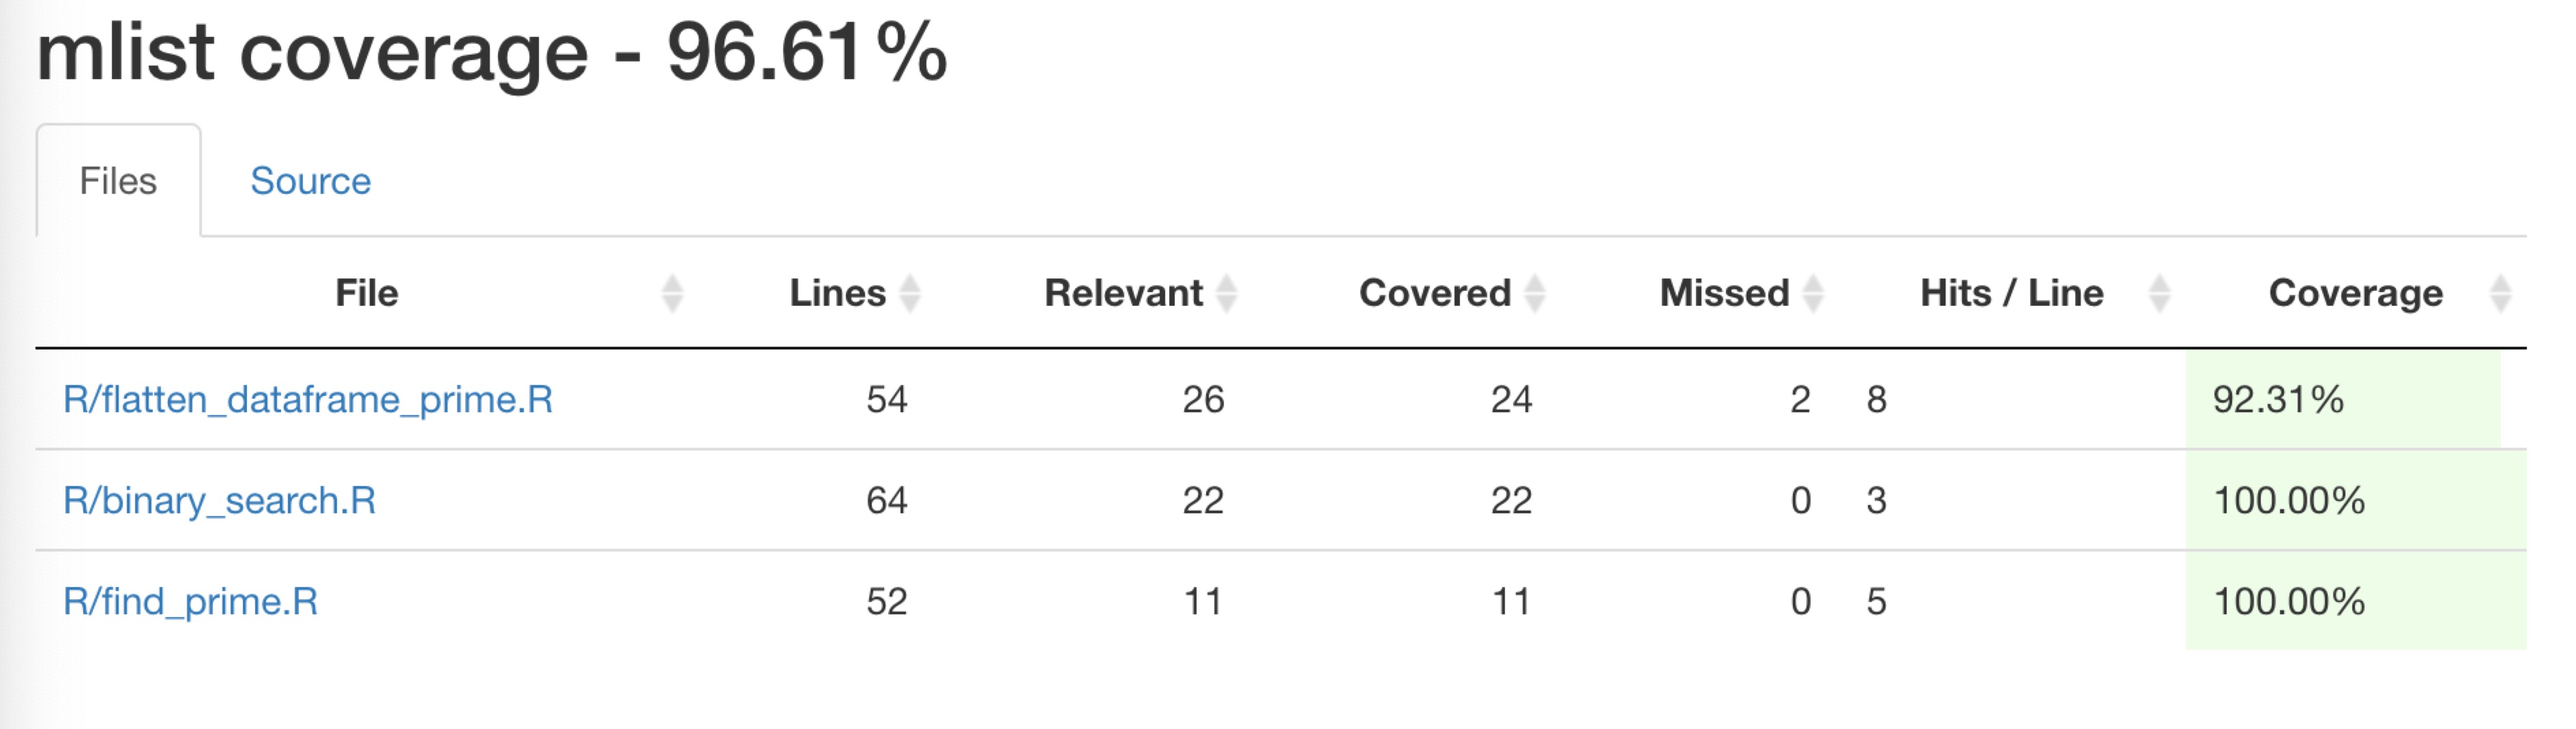 mlist coverage - 96.61%
Files Source
File Lines Relevant Covered Missed Hits / Line Coverage
R/flatten_dataframe_prime.R 54 26 24 2 8 92.31%
R/binary_search.R 64 22 22 0 3 100.00%
R/find_prime.R 52 11 11 0 5 100.00%